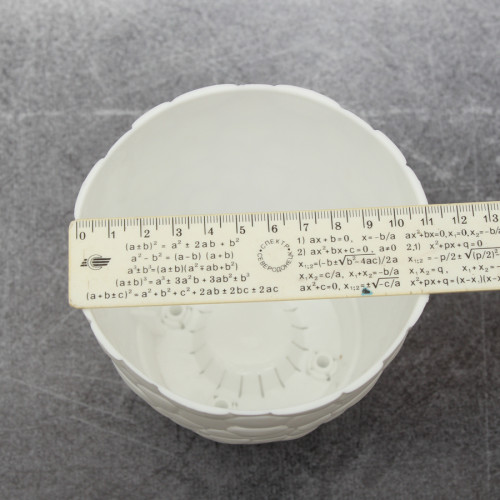 0 1 2 3 4 5 6 7 8 9 10 11 12 13
(a±b)² = a² ± 2ab + b²
a² - b² = (a-b) (a+b)
a³±b³=(a±b)(a²∓ab+b²)
(a±b)³ = a³± 3a²b + 3ab²± b³
(a+b±c)² = a² + b² + c² + 2ab ± 2bc ± 2ac
СПЕКТР
СЕВЕРОДОНЕЦК
1) ax + b=0, x=-b/a
2) ax²+bx+c=0, a≠0
x₁,₂=(-b±√b²-4ac)/2a
x₁x₂=c/a, x₁+x₂=-b/a
ax²+c=0, x₁,₂=±√-c/a
ax²+bx=0,x₁=0,x₂=-b/a
2,1) x²+px+q=0
x₁,₂ = -p/2±√(p/2)²-
x₁x₂=q, x₁+x₂=-
x²+px+q=(x-x₁)(x-x